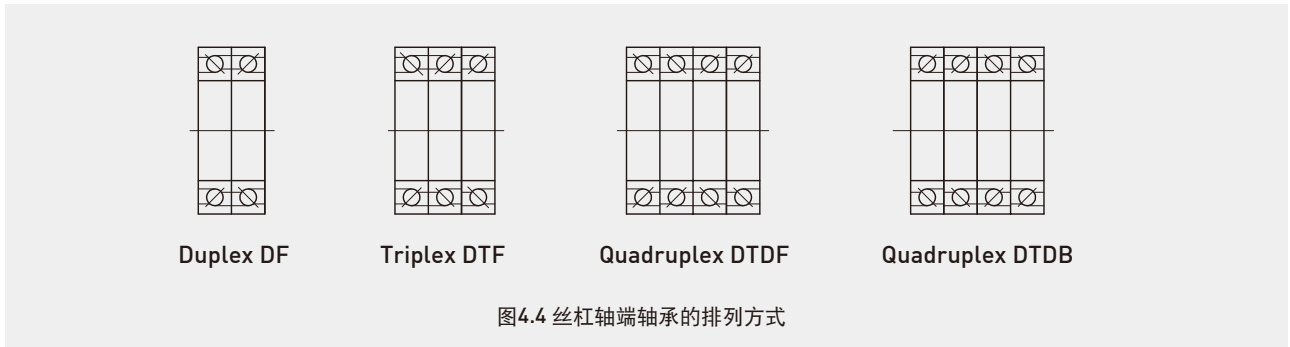 Duplex DF
Triplex DTF
Quadruplex DTDF
Quadruplex DTDB
图4.4 丝杠轴端轴承的排列方式